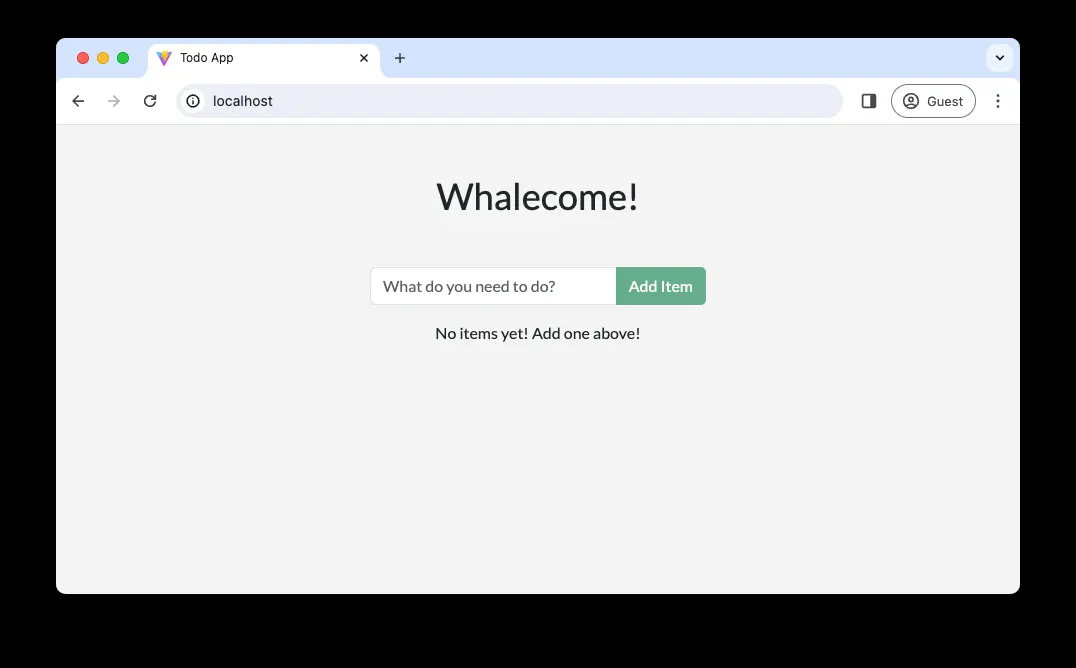 Todo App
localhost
Guest
Whalecome!
What do you need to do?
Add Item
No items yet! Add one above!